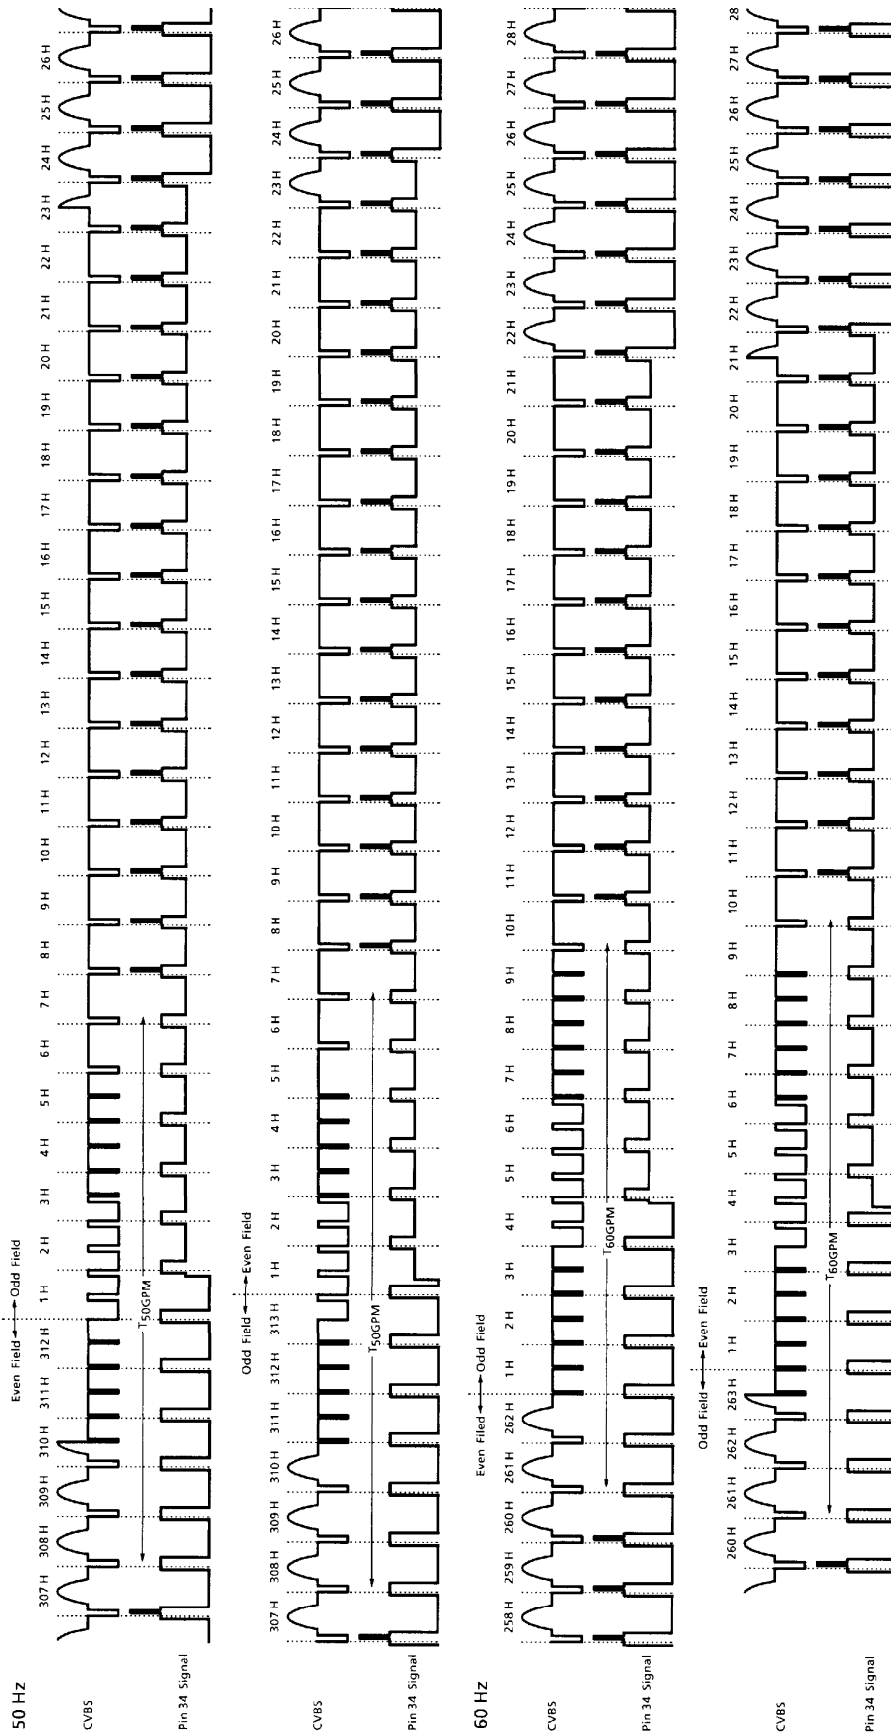 50 Hz
Even Field Odd Field
307 H 308 H 309 H 310 H 311 H 312 H 1 H 2 H 3 H 4 H 5 H 6 H 7 H 8 H 9 H 10 H 11 H 12 H 13 H 14 H 15 H 16 H 17 H 18 H 19 H 20 H 21 H 22 H 23 H 24 H 25 H 26 H
CVBS
T50GPM
Pin 34 Signal
Odd Field Even Field
307 H 308 H 309 H 310 H 311 H 312 H 313 H 1 H 2 H 3 H 4 H 5 H 6 H 7 H 8 H 9 H 10 H 11 H 12 H 13 H 14 H 15 H 16 H 17 H 18 H 19 H 20 H 21 H 22 H 23 H 24 H 25 H 26 H
CVBS
T50GPM
Pin 34 Signal
60 Hz
Even Filed Odd Field
258 H 259 H 260 H 261 H 262 H 1 H 2 H 3 H 4 H 5 H 6 H 7 H 8 H 9 H 10 H 11 H 12 H 13 H 14 H 15 H 16 H 17 H 18 H 19 H 20 H 21 H 22 H 23 H 24 H 25 H 26 H 27 H 28 H
CVBS
T60GPM
Pin 34 Signal
Odd Field Even Field
260 H 261 H 262 H 263 H 1 H 2 H 3 H 4 H 5 H 6 H 7 H 8 H 9 H 10 H 11 H 12 H 13 H 14 H 15 H 16 H 17 H 18 H 19 H 20 H 21 H 22 H 23 H 24 H 25 H 26 H 27 H 28
CVBS
T60GPM
Pin 34 Signal